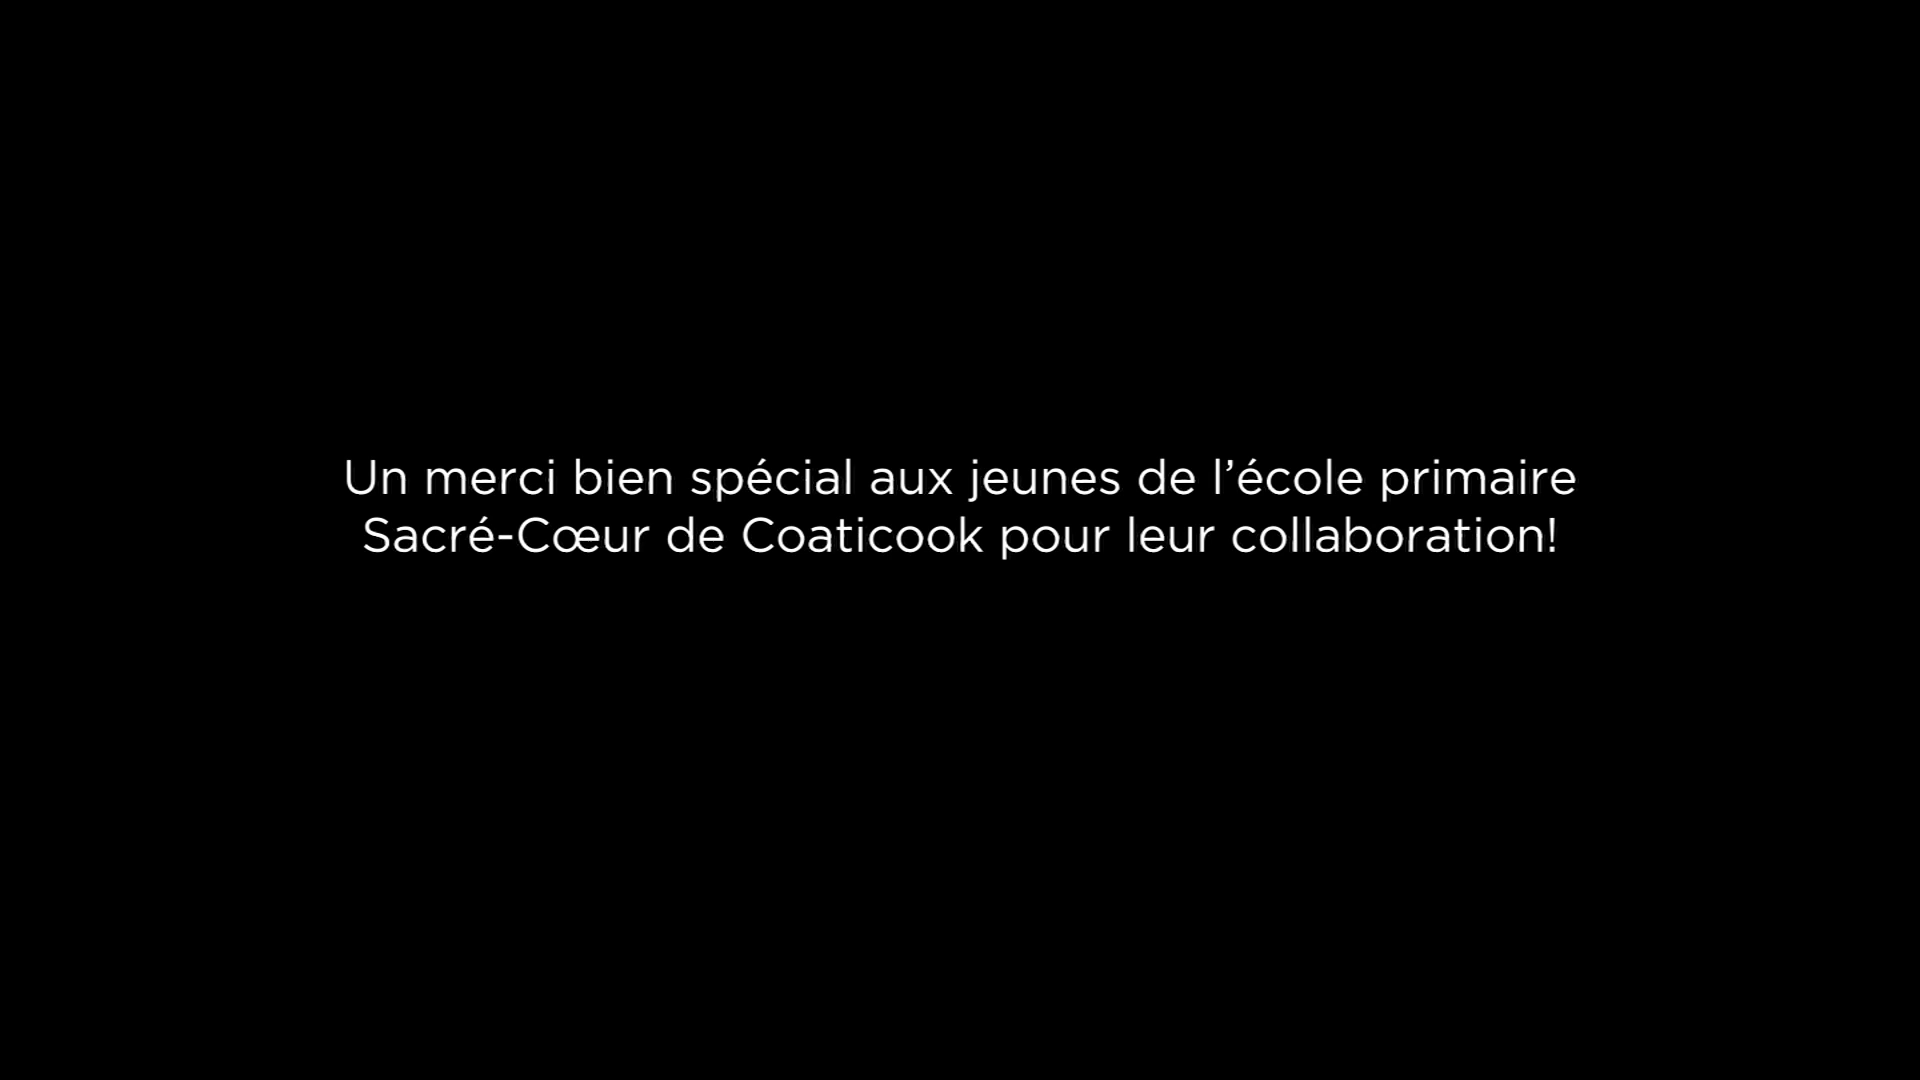 Un merci bien spécial aux jeunes de l’école primaire
Sacré-Cœur de Coaticook pour leur collaboration!